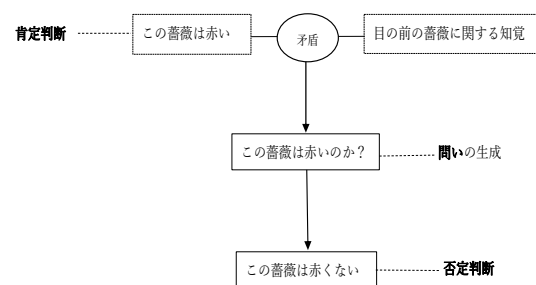 肯定判断
この薔薇は赤い
矛盾
目の前の薔薇に関する知覚
この薔薇は赤いのか？
問いの生成
この薔薇は赤くない
否定判断